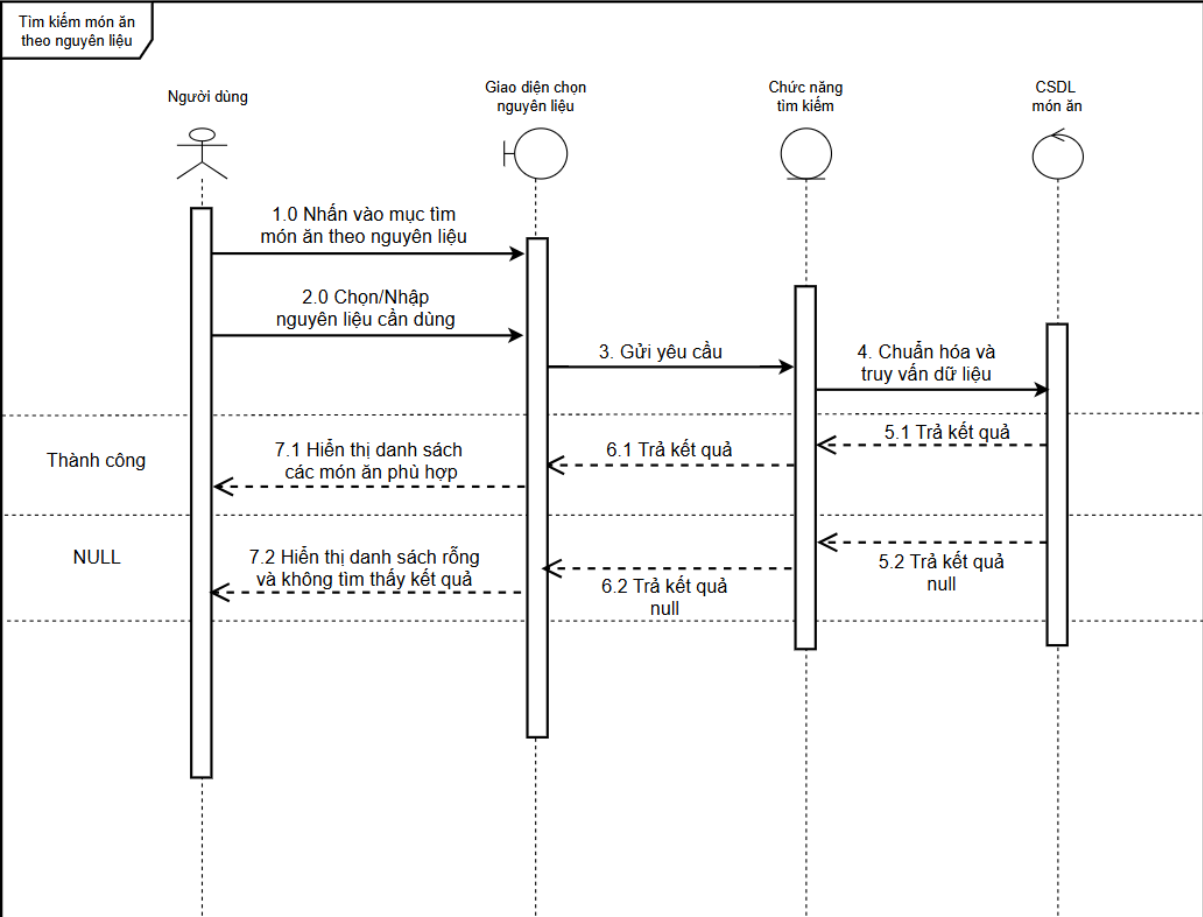 Tìm kiếm món ăn
theo nguyên liệu
Người dùng
Giao diện chọn
nguyên liệu
Chức năng
tìm kiếm
CSDL
món ăn
1.0 Nhấn vào mục tìm
món ăn theo nguyên liệu
2.0 Chọn/Nhập
nguyên liệu cần dùng
3. Gửi yêu cầu
4. Chuẩn hóa và
truy vấn dữ liệu
Thành công
5.1 Trả kết quả
6.1 Trả kết quả
7.1 Hiển thị danh sách
các món ăn phù hợp
NULL
5.2 Trả kết quả
null
6.2 Trả kết quả
null
7.2 Hiển thị danh sách rỗng
và không tìm thấy kết quả